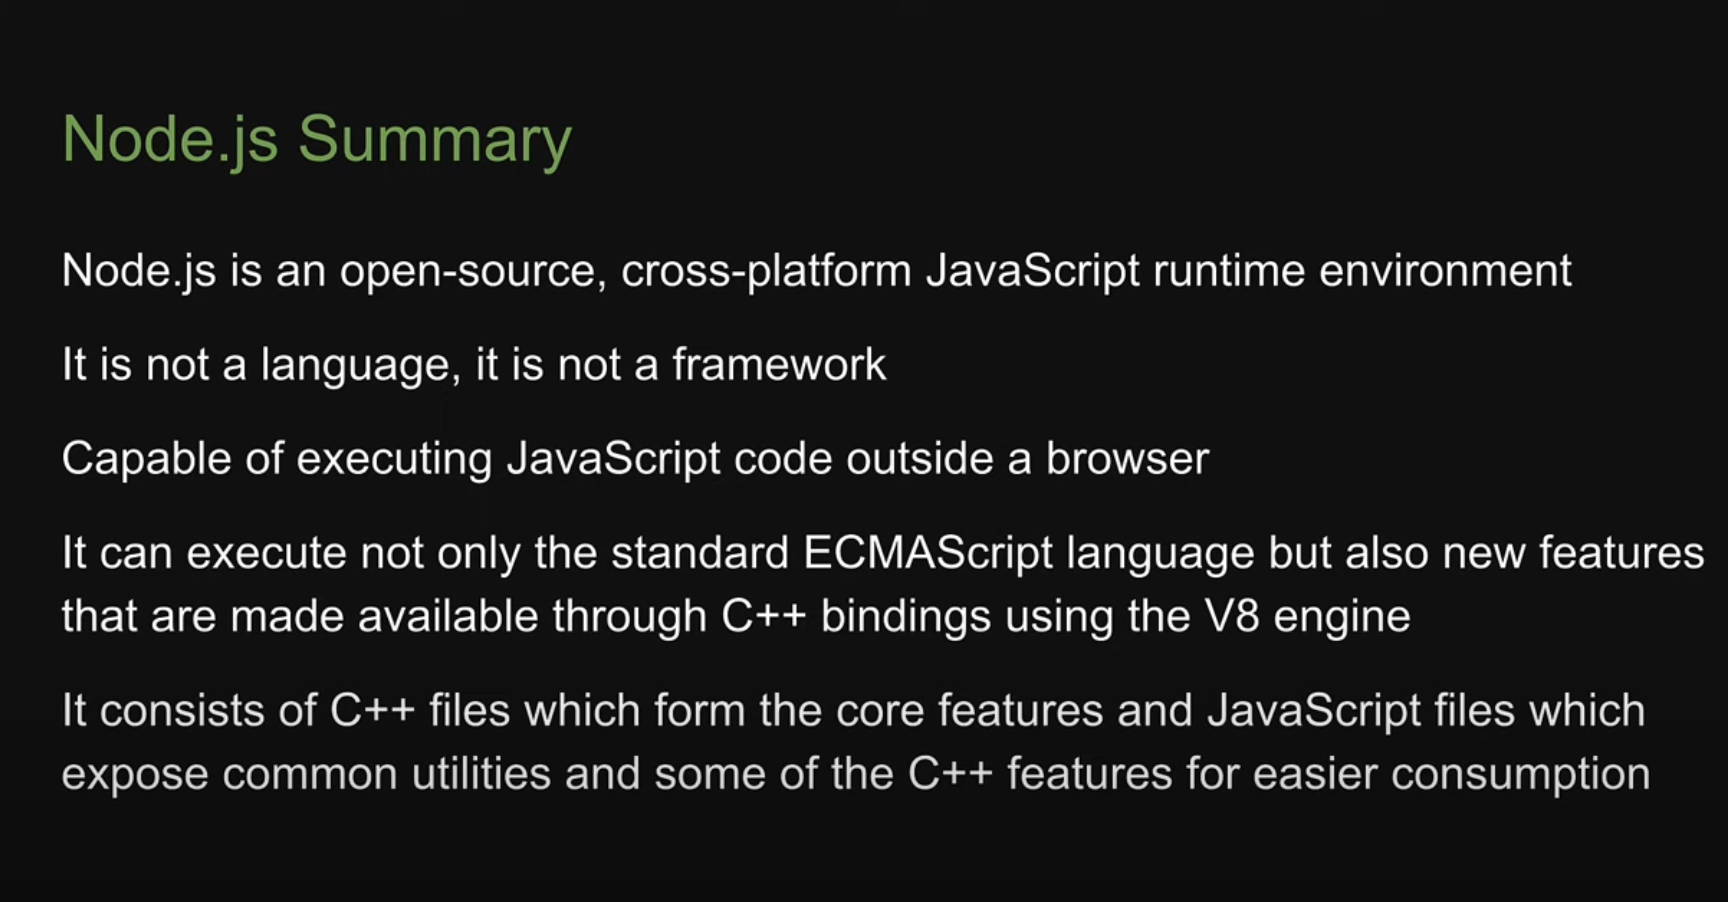 Node.js Summary
Node.js is an open-source, cross-platform JavaScript runtime environment
It is not a language, it is not a framework
Capable of executing JavaScript code outside a browser
It can execute not only the standard ECMAScript language but also new features
that are made available through C++ bindings using the V8 engine
It consists of C++ files which form the core features and JavaScript files which
expose common utilities and some of the C++ features for easier consumption